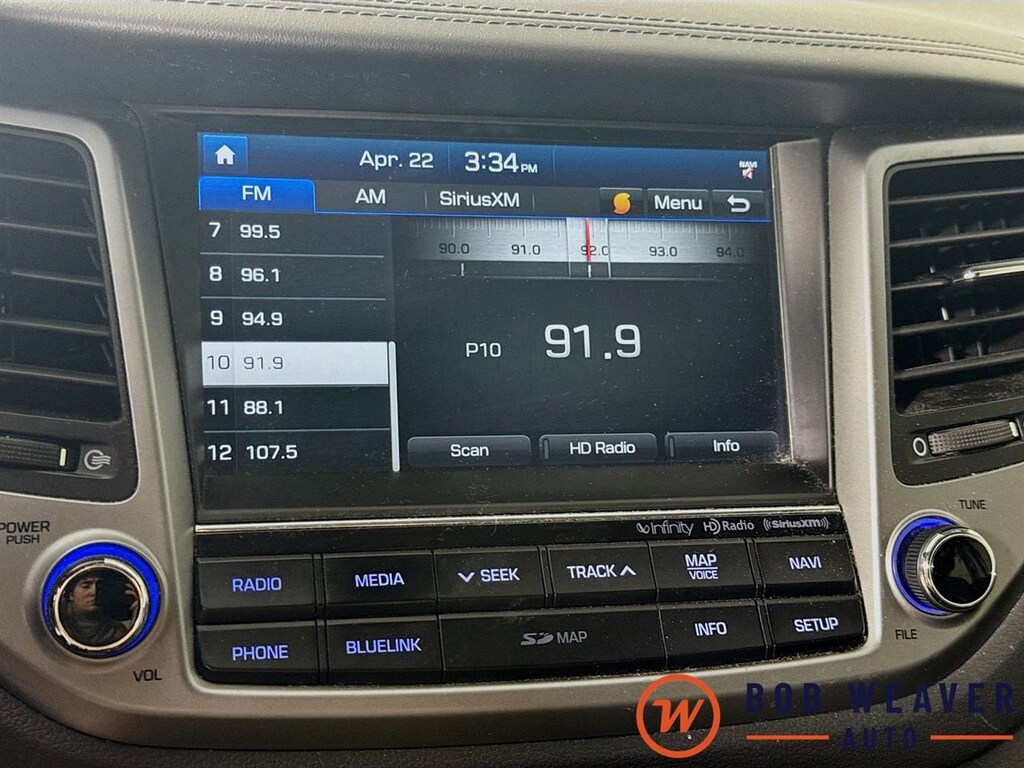 Apr. 22 3:34 PM
NAVI
FM AM SiriusXM Menu
7 99.5
8 96.1
9 94.9
10 91.9
11 88.1
12 107.5
90.0 91.0 92.0 93.0 94.0
P10 91.9
Scan HD Radio Info
Infinity HD Radio ((SiriusXM))
POWER
PUSH
VOL
RADIO MEDIA SEEK TRACK MAP
VOICE
NAVI
PHONE BLUELINK SD MAP INFO SETUP
TUNE
FILE
W BOB WEAVER
AUTO